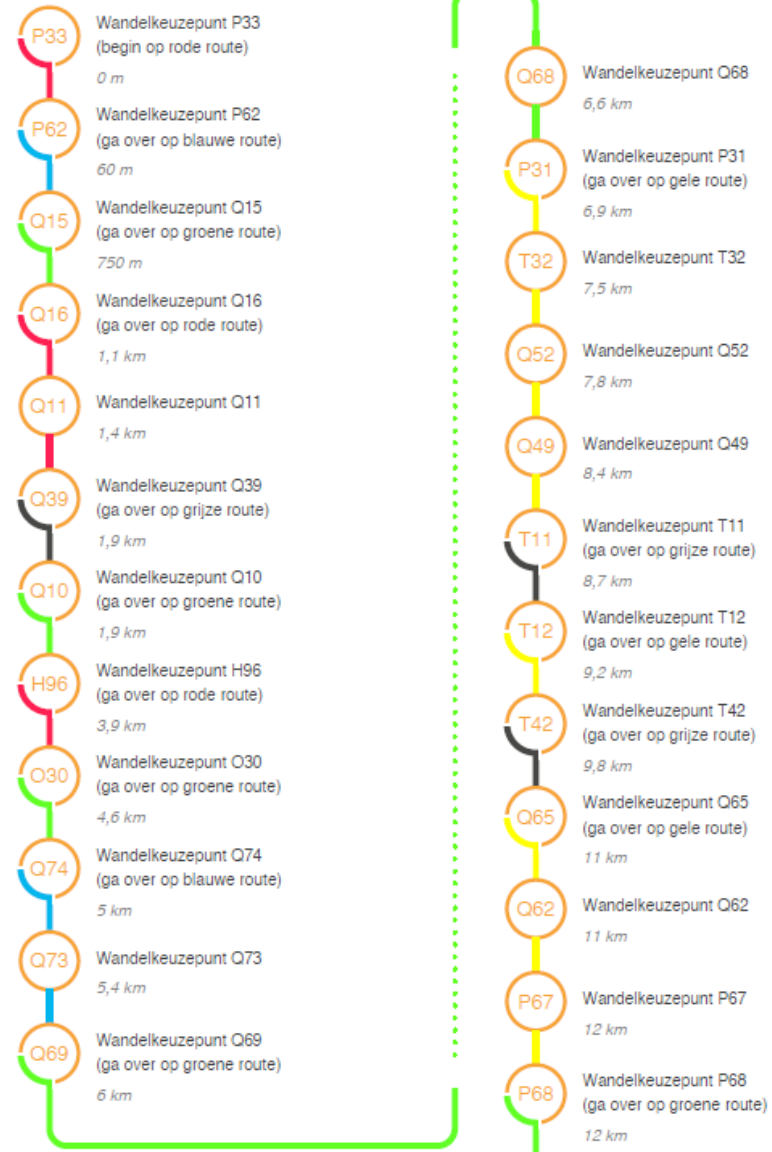 P33
Wandelkeuzepunt P33
(begin op rode route)
0 m
P62
Wandelkeuzepunt P62
(ga over op blauwe route)
60 m
Q15
Wandelkeuzepunt Q15
(ga over op groene route)
750 m
Q16
Wandelkeuzepunt Q16
(ga over op rode route)
1,1 km
Q11
Wandelkeuzepunt Q11
1,4 km
Q39
Wandelkeuzepunt Q39
(ga over op grijze route)
1,9 km
Q10
Wandelkeuzepunt Q10
(ga over op groene route)
1,9 km
H96
Wandelkeuzepunt H96
(ga over op rode route)
3,9 km
O30
Wandelkeuzepunt O30
(ga over op groene route)
4,6 km
Q74
Wandelkeuzepunt Q74
(ga over op blauwe route)
5 km
Q73
Wandelkeuzepunt Q73
5,4 km
Q69
Wandelkeuzepunt Q69
(ga over op groene route)
6 km
Q68
Wandelkeuzepunt Q68
6,6 km
P31
Wandelkeuzepunt P31
(ga over op gele route)
6,9 km
T32
Wandelkeuzepunt T32
7,5 km
Q52
Wandelkeuzepunt Q52
7,8 km
Q49
Wandelkeuzepunt Q49
8,4 km
T11
Wandelkeuzepunt T11
(ga over op grijze route)
8,7 km
T12
Wandelkeuzepunt T12
(ga over op gele route)
9,2 km
T42
Wandelkeuzepunt T42
(ga over op grijze route)
9,8 km
Q65
Wandelkeuzepunt Q65
(ga over op gele route)
11 km
Q62
Wandelkeuzepunt Q62
11 km
P67
Wandelkeuzepunt P67
12 km
P68
Wandelkeuzepunt P68
(ga over op groene route)
12 km